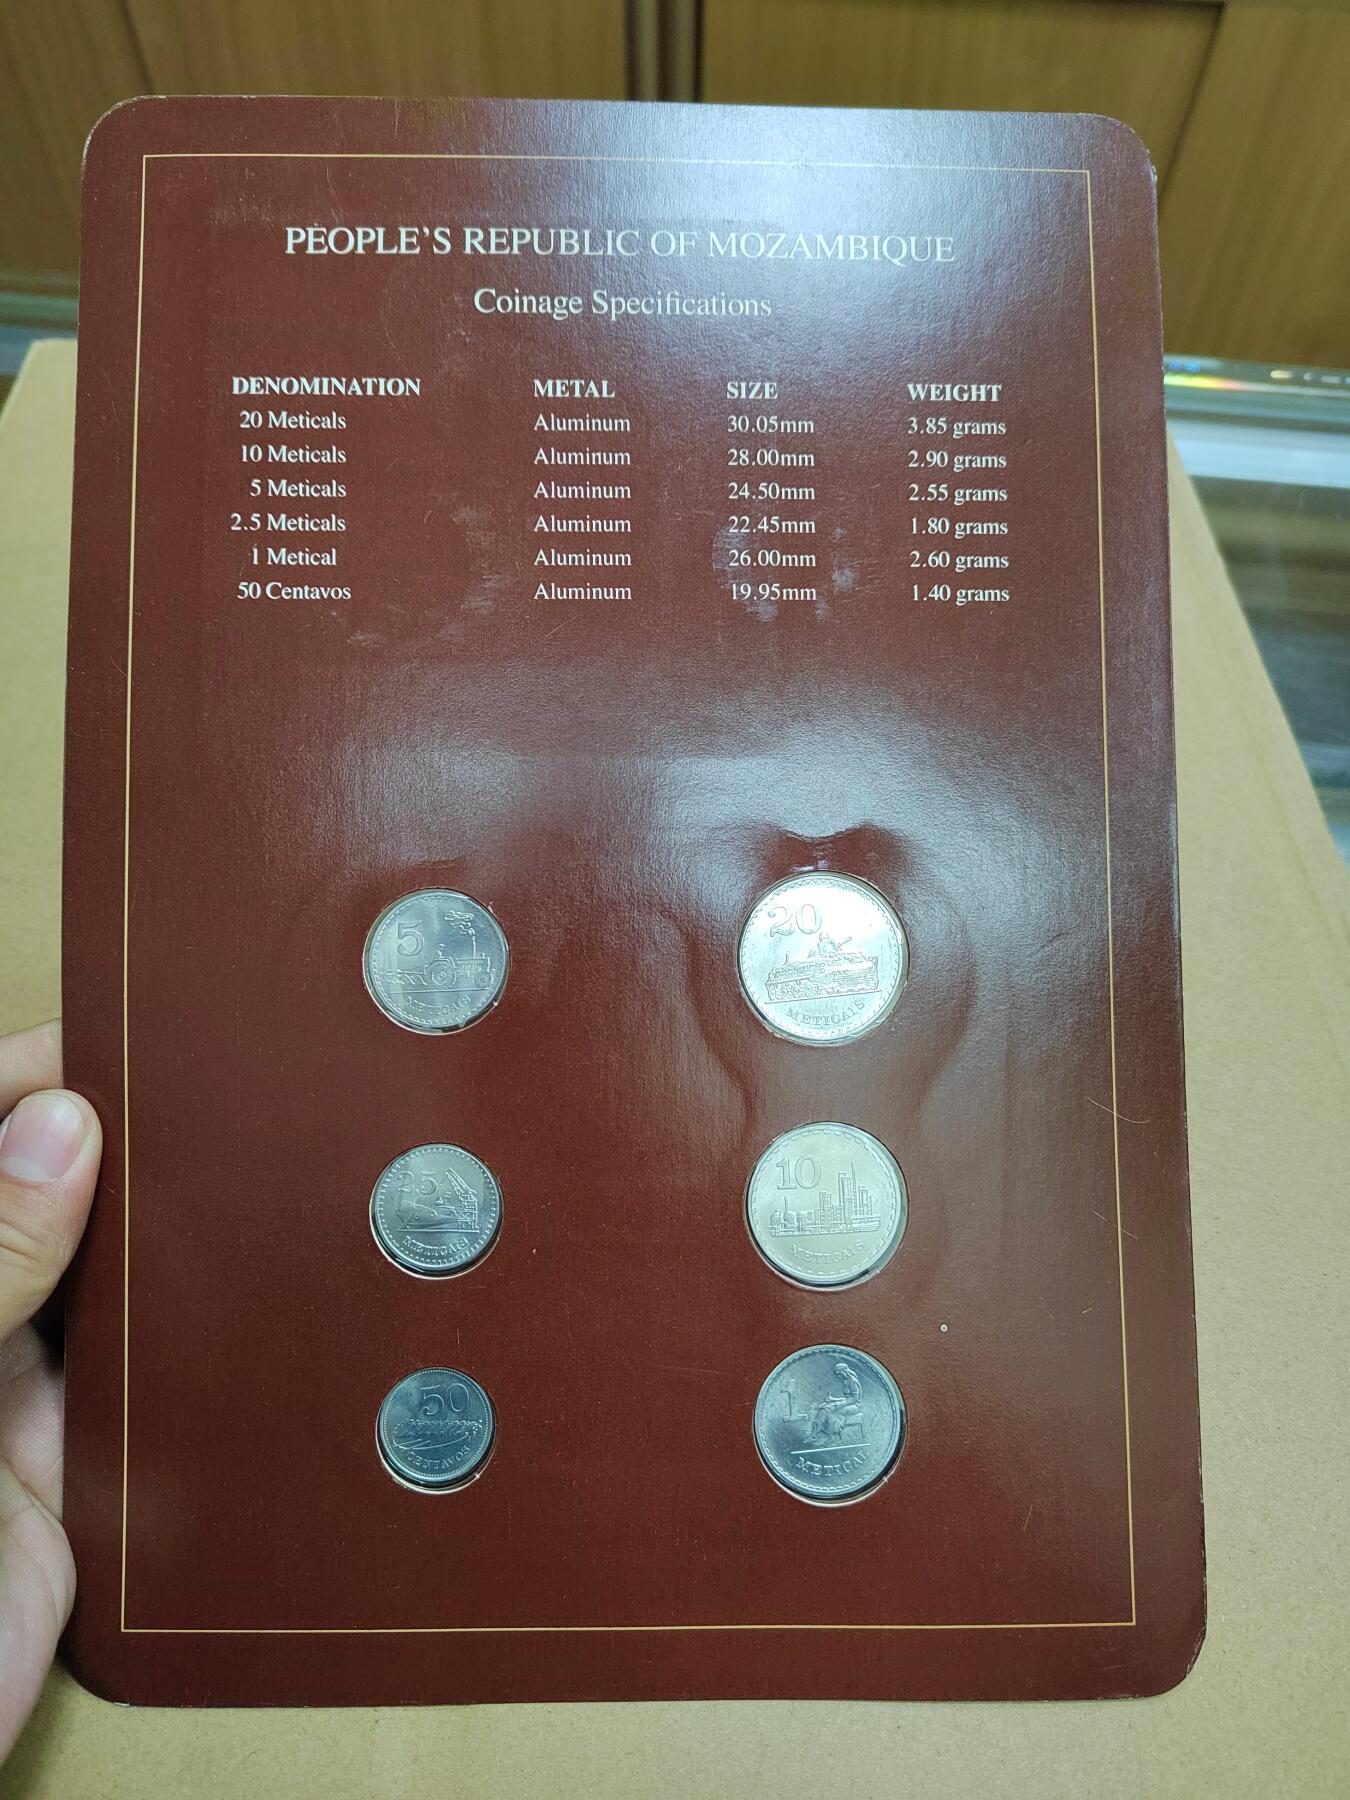 PEOPLE'S REPUBLIC OF MOZAMBIQUE
Coinage Specifications
DENOMINATION METAL SIZE WEIGHT
20 Meticals Aluminum 30.05mm 3.85 grams
10 Meticals Aluminum 28.00mm 2.90 grams
5 Meticals Aluminum 24.50mm 2.55 grams
2.5 Meticals Aluminum 22.45mm 1.80 grams
1 Metical Aluminum 26.00mm 2.60 grams
50 Centavos Aluminum 19.95mm 1.40 grams
5
METICAIS
20
METICAIS
25
METICAIS
10
METICAIS
50
CENTAVOS
1
METICAL